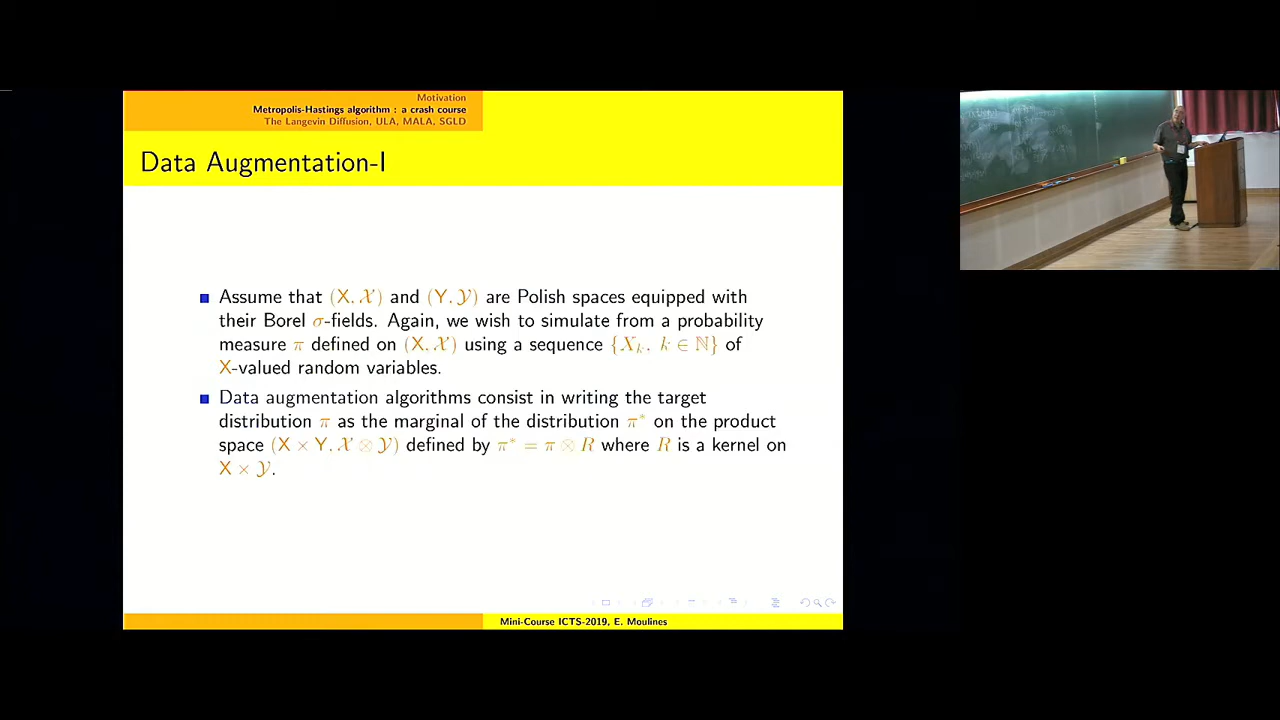 Motivation
Metropolis-Hastings algorithm : a crash course
The Langevin Diffusion, ULA, MALA, SGLD
Data Augmentation-I
Assume that (X, 𝒳) and (Y, 𝒴) are Polish spaces equipped with
their Borel σ-fields. Again, we wish to simulate from a probability
measure π defined on (X, 𝒳) using a sequence {X_k, k ∈ ℕ} of
X-valued random variables.
Data augmentation algorithms consist in writing the target
distribution π as the marginal of the distribution π* on the product
space (X × Y, 𝒳 ⊗ 𝒴) defined by π* = π ⊗ R where R is a kernel on
X × 𝒴.
Mini-Course ICTS-2019, E. Moulines